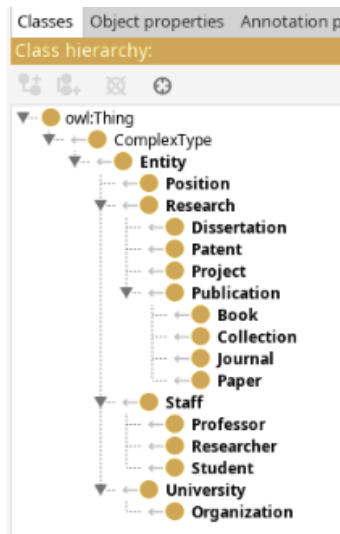 Classes Object properties Annotation p
Class hierarchy:
owl:Thing
ComplexType
Entity
Position
Research
Dissertation
Patent
Project
Publication
Book
Collection
Journal
Paper
Staff
Professor
Researcher
Student
University
Organization